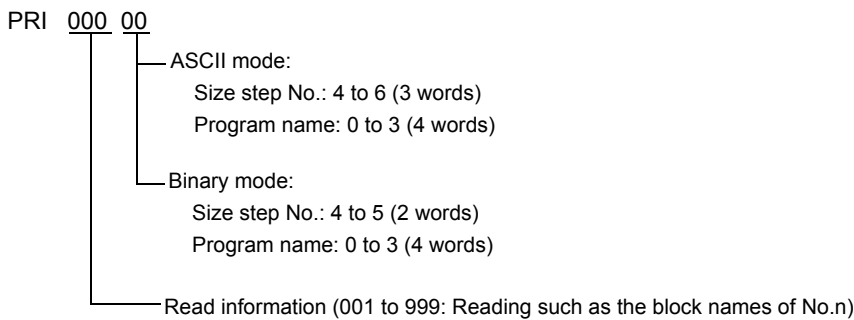 PRI 000 00
ASCII mode:
Size step No.: 4 to 6 (3 words)
Program name: 0 to 3 (4 words)
Binary mode:
Size step No.: 4 to 5 (2 words)
Program name: 0 to 3 (4 words)
Read information (001 to 999: Reading such as the block names of No.n)